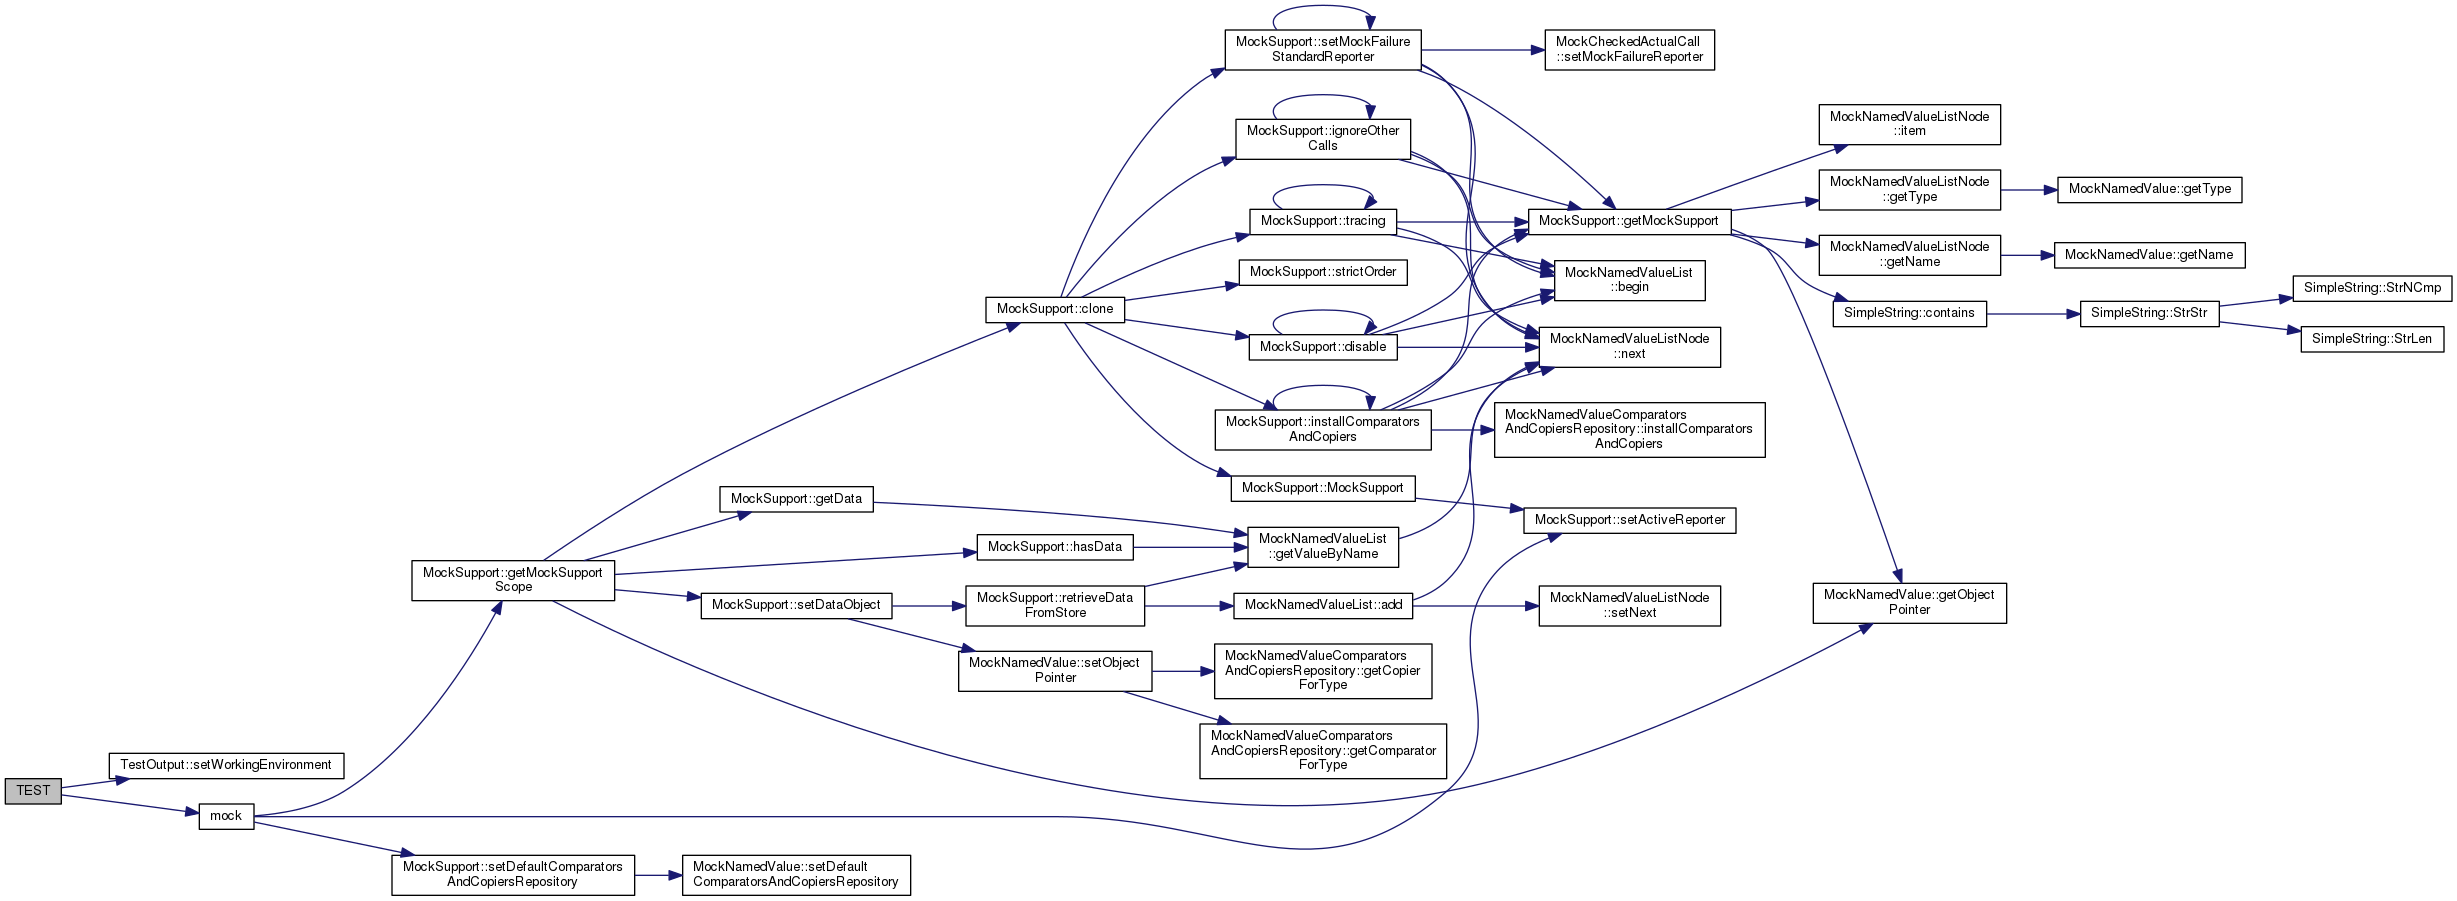 TEST
TestOutput::setWorkingEnvironment
mock
MockSupport::getMockSupport
Scope
MockSupport::setDefaultComparators
AndCopiersRepository
MockNamedValue::setDefault
ComparatorsAndCopiersRepository
MockSupport::getData
MockSupport::hasData
MockSupport::setDataObject
MockSupport::clone
MockSupport::retrieveData
FromStore
MockNamedValue::setObject
Pointer
MockSupport::setMockFailure
StandardReporter
MockSupport::ignoreOther
Calls
MockSupport::tracing
MockSupport::strictOrder
MockSupport::disable
MockSupport::installComparators
AndCopiers
MockSupport::MockSupport
MockNamedValueList
::getValueByName
MockNamedValueList::add
MockNamedValueComparators
AndCopiersRepository::getCopier
ForType
MockNamedValueComparators
AndCopiersRepository::getComparator
ForType
MockCheckedActualCall
::setMockFailureReporter
MockSupport::getMockSupport
MockNamedValueList
::begin
MockNamedValueListNode
::next
MockNamedValueComparators
AndCopiersRepository::installComparators
AndCopiers
MockSupport::setActiveReporter
MockNamedValueListNode
::setNext
MockNamedValueListNode
::item
MockNamedValueListNode
::getType
MockNamedValueListNode
::getName
SimpleString::contains
MockNamedValue::getObject
Pointer
MockNamedValue::getType
MockNamedValue::getName
SimpleString::StrStr
SimpleString::StrNCmp
SimpleString::StrLen